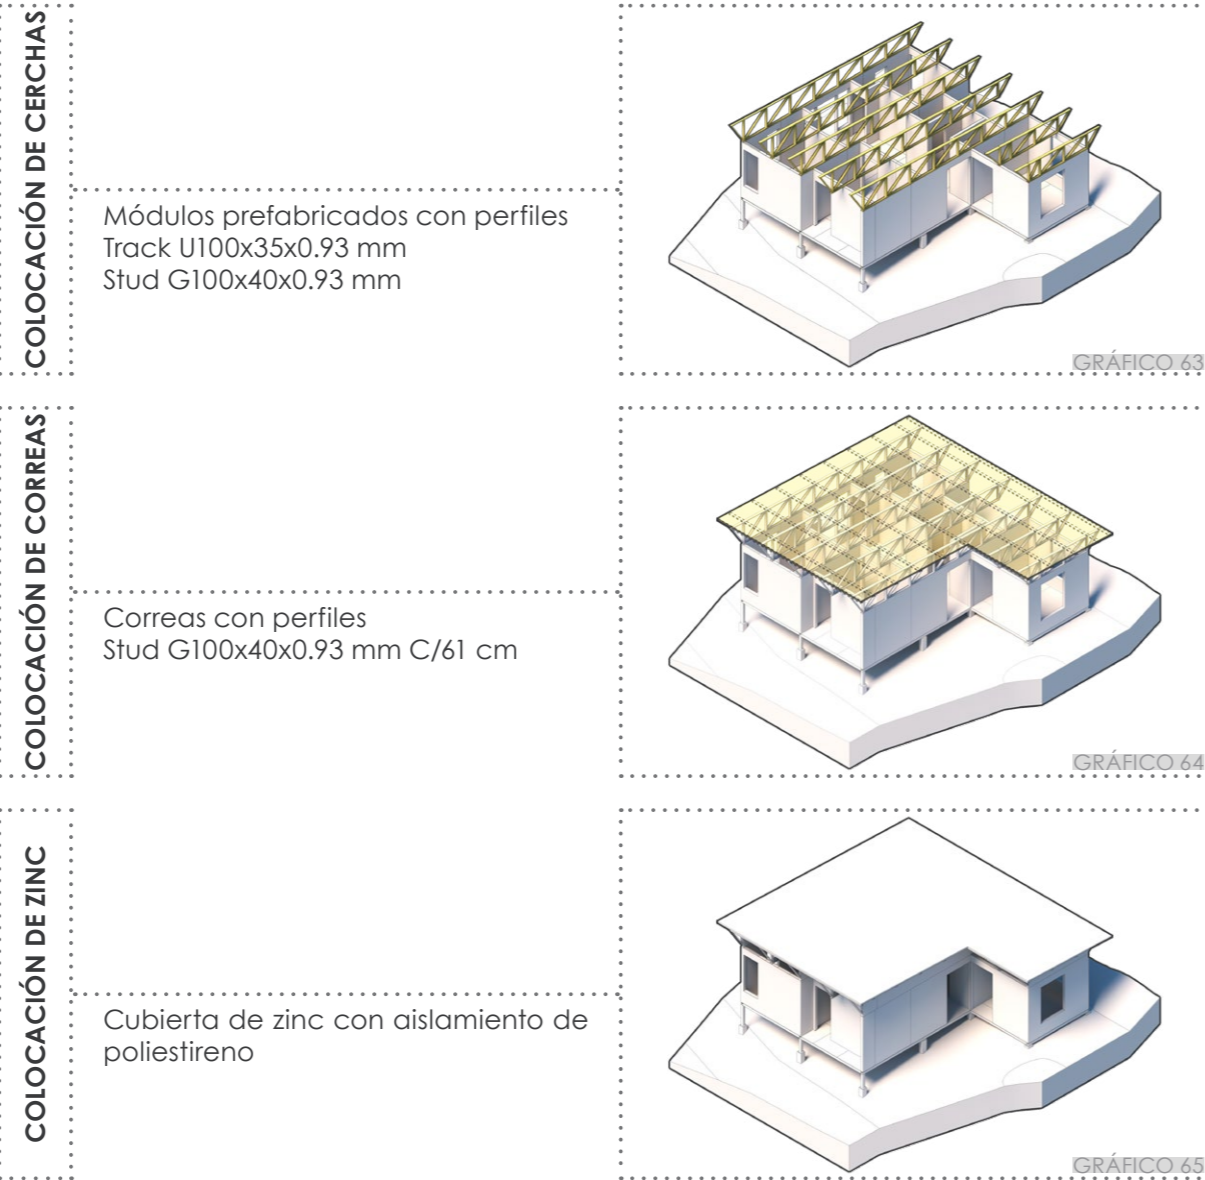 COLOCACIÓN DE CERCHAS
Módulos prefabricados con perfiles
Track U100x35x0.93 mm
Stud G100x40x0.93 mm
GRÁFICO 63
COLOCACIÓN DE CORREAS
Correas con perfiles
Stud G100x40x0.93 mm C/61 cm
GRÁFICO 64
COLOCACIÓN DE ZINC
Cubierta de zinc con aislamiento de
poliestireno
GRÁFICO 65